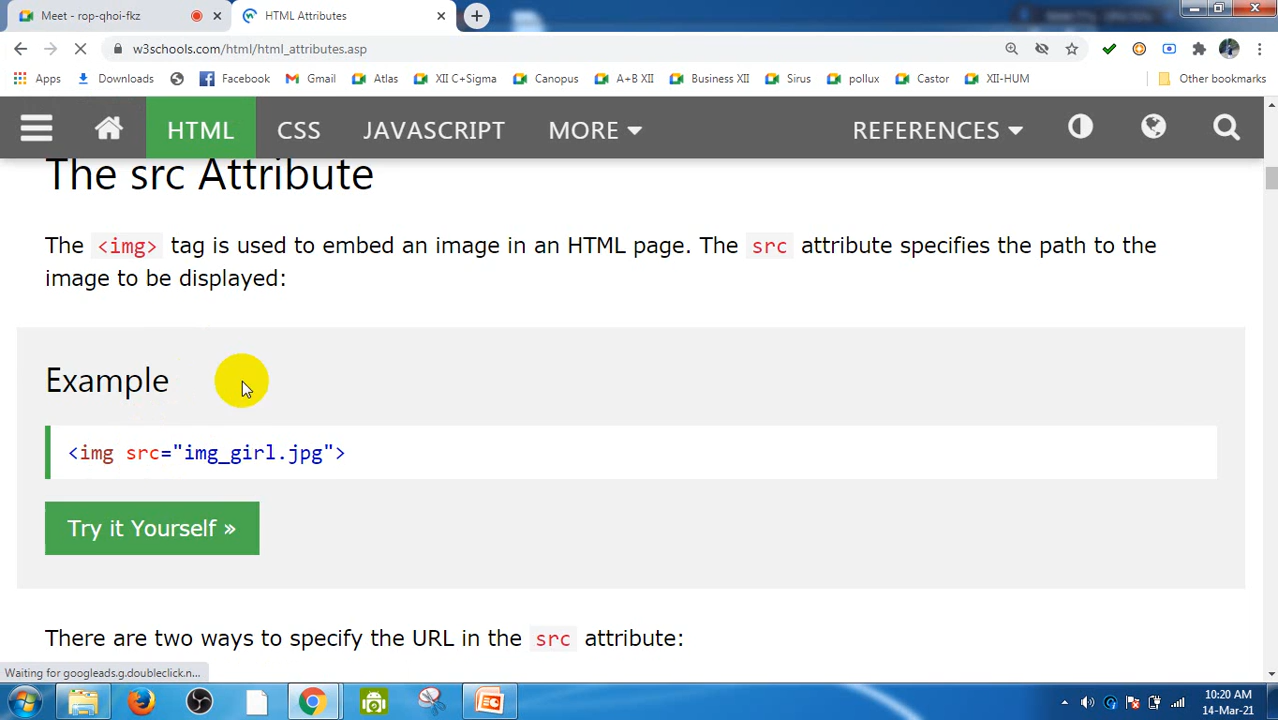 Meet - rop-qhoi-fkz
HTML Attributes
w3schools.com/html/html_attributes.asp
Apps Downloads Facebook Gmail Atlas XII C+Sigma Canopus A+B XII Business XII Sirus pollux Castor XII-HUM Other bookmarks
HTML CSS JAVASCRIPT MORE REFERENCES
The src Attribute
The <img> tag is used to embed an image in an HTML page. The src attribute specifies the path to the
image to be displayed:
Example
<img src="img_girl.jpg">
Try it Yourself »
There are two ways to specify the URL in the src attribute:
Waiting for googleads.g.doubleclick.n...
10:20 AM
14-Mar-21